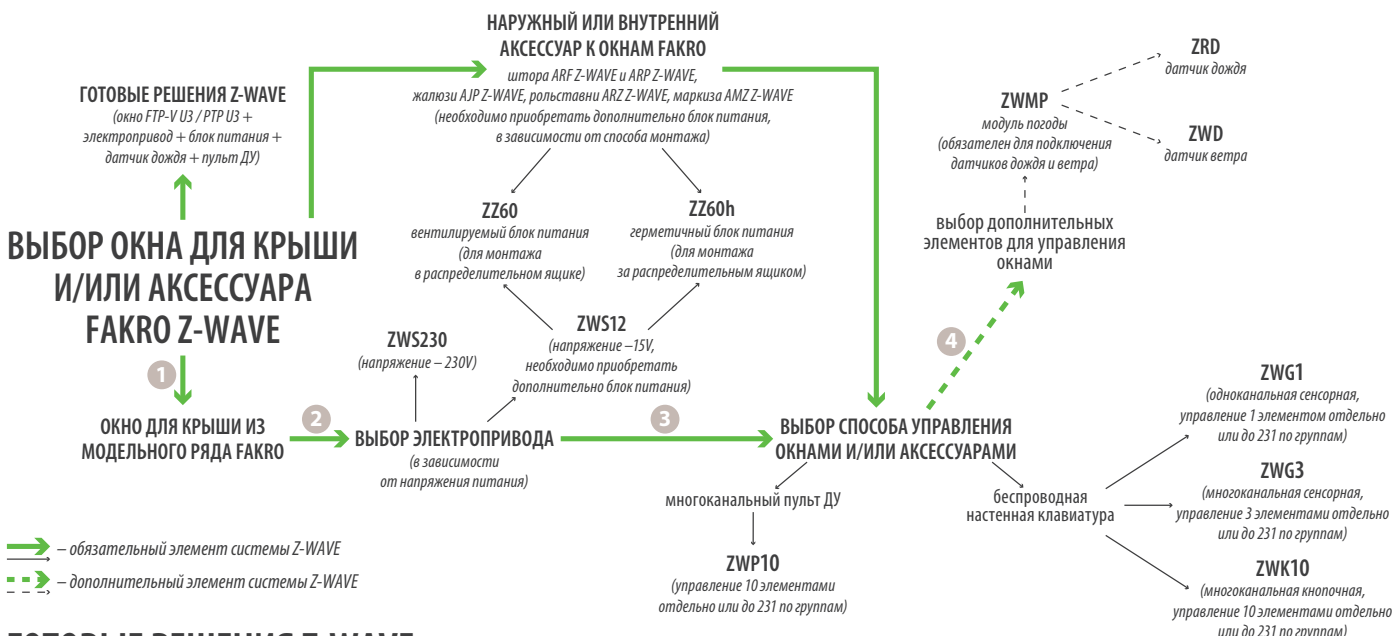 НАРУЖНЫЙ ИЛИ ВНУТРЕННИЙ
АКСЕССУАР К ОКНАМ FAKRO
штора ARF Z-WAVE и ARP Z-WAVE,
жалюзи AJP Z-WAVE, рольставни ARZ Z-WAVE, маркиза AMZ Z-WAVE
(необходимо приобретать дополнительно блок питания,
в зависимости от способа монтажа)
ГОТОВЫЕ РЕШЕНИЯ Z-WAVE
(окно FTP-V U3 / PTP U3 +
электропривод + блок питания +
датчик дождя + пульт ДУ)
ZRD
датчик дождя
ZWMP
модуль погоды
(обязателен для подключения
датчиков дождя и ветра)
ZWD
датчик ветра
ВЫБОР ОКНА ДЛЯ КРЫШИ
И/ИЛИ АКСЕССУАРА
FAKRO Z-WAVE
ZZ60
вентилируемый блок питания
(для монтажа
в распределительном ящике)
ZZ60h
герметичный блок питания
(для монтажа
за распределительным ящиком)
выбор дополнительных
элементов для управления
окнами
1
ZWS230
(напряжение – 230V)
ZWS12
(напряжение –15V,
необходимо приобретать
дополнительно блок питания)
4
ОКНО ДЛЯ КРЫШИ ИЗ
МОДЕЛЬНОГО РЯДА FAKRO
2
ВЫБОР ЭЛЕКТРОПРИВОДА
(в зависимости
от напряжения питания)
3
ВЫБОР СПОСОБА УПРАВЛЕНИЯ
ОКНАМИ И/ИЛИ АКСЕССУАРАМИ
многоканальный пульт ДУ
ZWP10
(управление 10 элементами
отдельно или до 231 по группам)
беспроводная
настенная клавиатура
ZWG1
(одноканальная сенсорная,
управление 1 элементом отдельно
или до 231 по группам)
ZWG3
(многоканальная сенсорная,
управление 3 элементами отдельно
или до 231 по группам)
ZWK10
(многоканальная кнопочная,
управление 10 элементами отдельно
или до 231 по группам)
– обязательный элемент системы Z-WAVE
– дополнительный элемент системы Z-WAVE
ГОТОВЫЕ РЕШЕНИЯ Z-WAVE